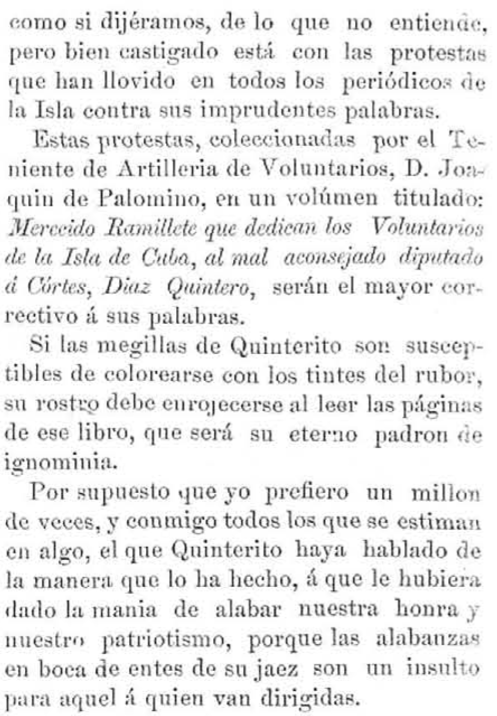 como si dijéramos, de lo que no entiende,
pero bien castigado está con las protestas
que han llovido en todos los periódicos de
la Isla contra sus imprudentes palabras.
Estas protestas, coleccionadas por el Te-
niente de Artilleria de Voluntarios, D. Joa-
quin de Palomino, en un volúmen titulado:
Merecido Ramillete que dedican los Voluntarios
de la Isla de Cuba, al mal aconsejado diputado
á Córtes, Diaz Quintero, serán el mayor cor-
rectivo á sus palabras.
Si las megillas de Quinterito son suscep-
tibles de colorearse con los tintes del rubor,
su rostro debe enrojecerse al leer las páginas
de ese libro, que será su eterno padron de
ignominia.
Por supuesto que yo prefiero un millon
de veces, y conmigo todos los que se estiman
en algo, el que Quinterito haya hablado de
la manera que lo ha hecho, á que le hubiera
dado la mania de alabar nuestra honra y
nuestro patriotismo, porque las alabanzas
en boca de entes de su jaez son un insulto
para aquel á quien van dirigidas.